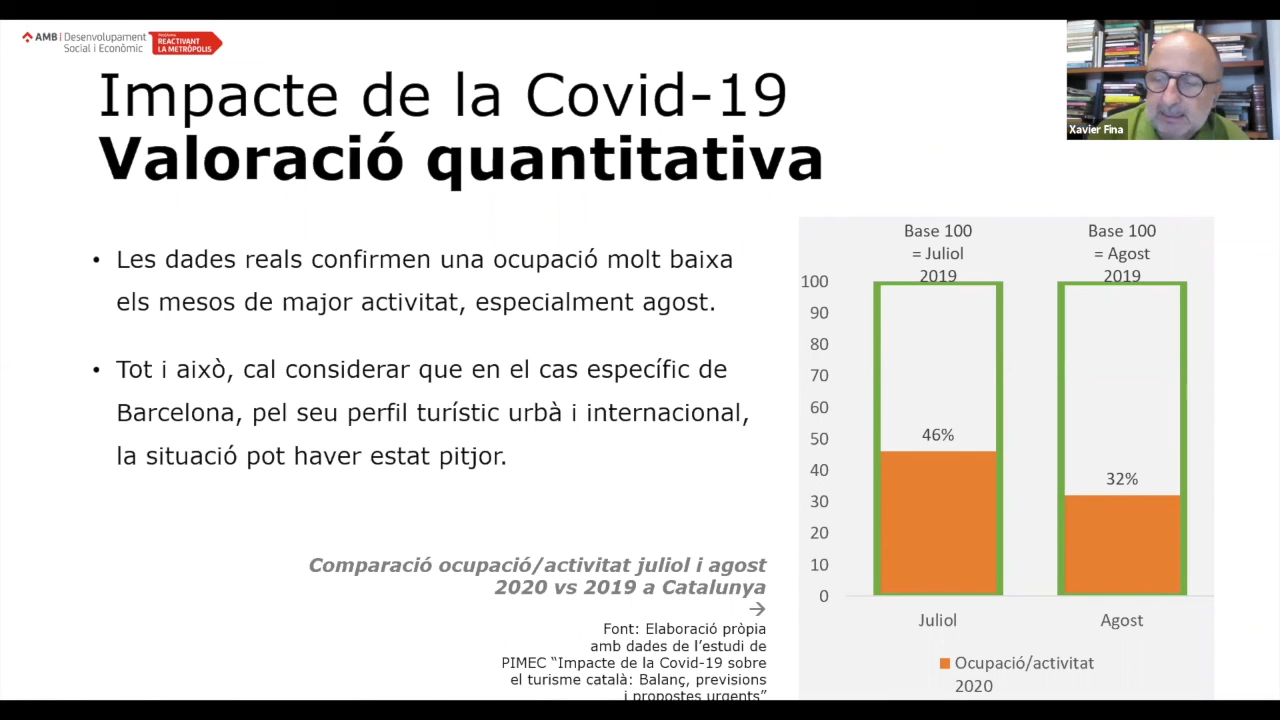 AMB | Desenvolupament
Social i Econòmic
REACTIVANT
LA METRÒPOLIS
Xavier Fina
Impacte de la Covid-19
Valoració quantitativa
• Les dades reals confirmen una ocupació molt baixa
els mesos de major activitat, especialment agost.
• Tot i això, cal considerar que en el cas específic de
Barcelona, pel seu perfil turístic urbà i internacional,
la situació pot haver estat pitjor.
Comparació ocupació/activitat juliol i agost
2020 vs 2019 a Catalunya
→
Font: Elaboració pròpia
amb dades de l’estudi de
PIMEC “Impacte de la Covid-19 sobre
el turisme català: Balanç, previsions
i propostes urgents”
Base 100
= Juliol
2019
Base 100
= Agost
2019
100
90
80
70
60
50
40
30
20
10
0
46%
32%
Juliol
Agost
Ocupació/activitat
2020